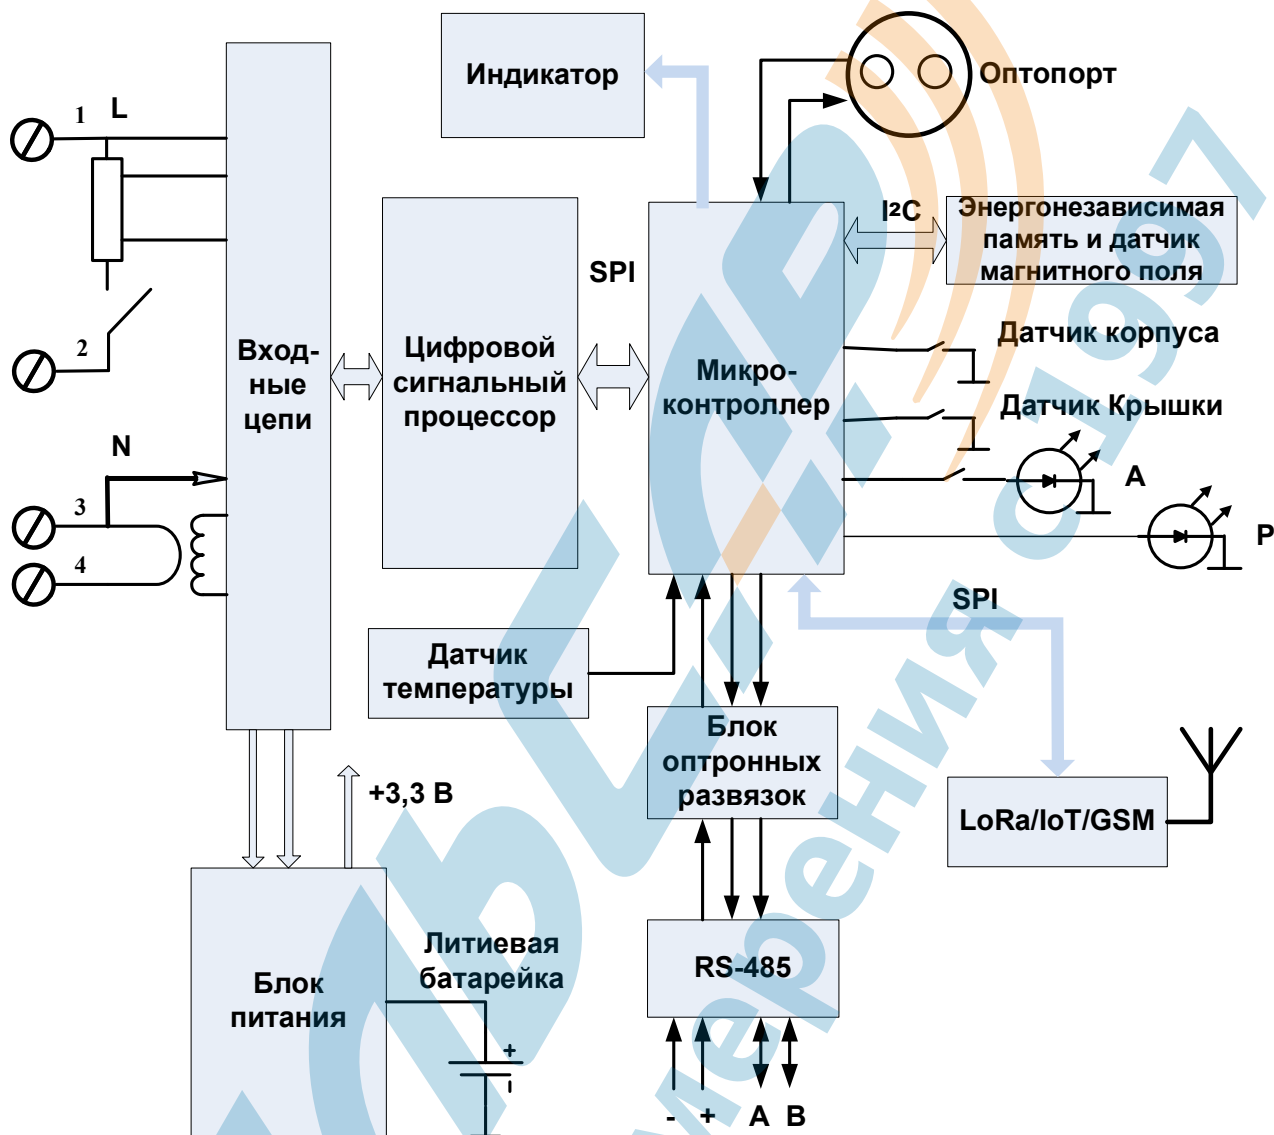 Индикатор
Оптопорт
1
L
I²C
Энергонезависимая
память и датчик
магнитного поля
SPI
2
Вход-
ные
цепи
Цифровой
сигнальный
процессор
Микро-
контроллер
Датчик корпуса
Датчик Крышки
N
A
3
P
4
SPI
Датчик
температуры
Блок
оптронных
развязок
+3,3 В
LoRa/IoT/GSM
Литиевая
батарейка
RS-485
Блок
питания
+
-
- + A B
мерения с 1997